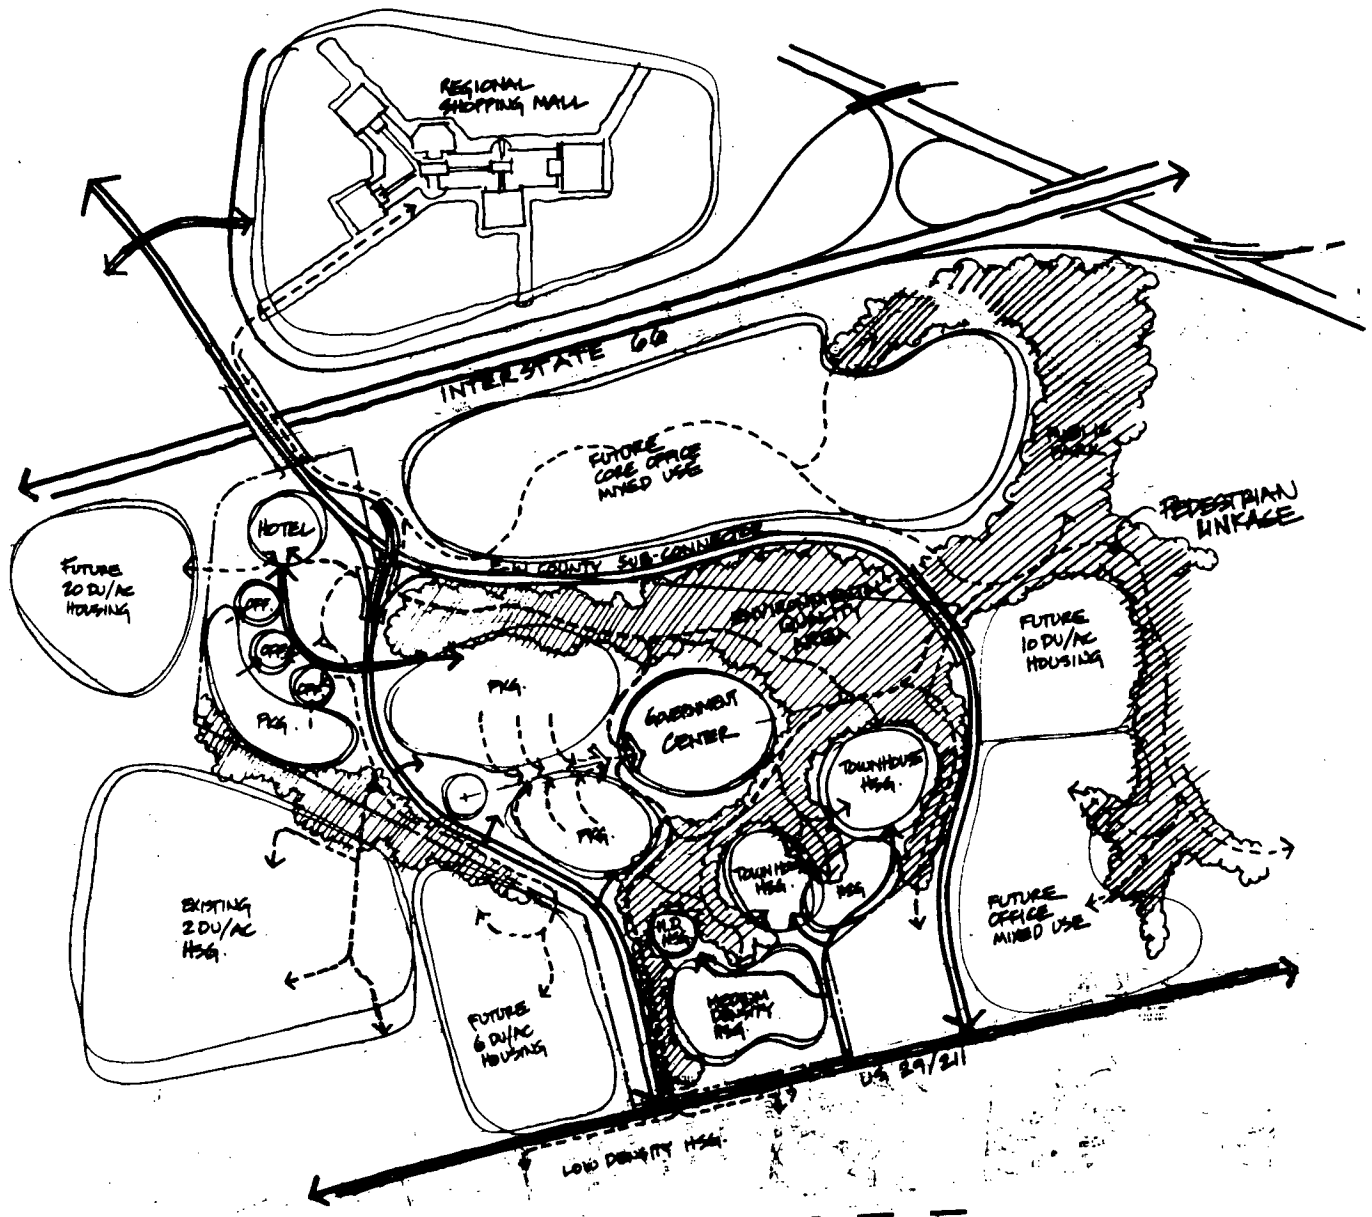 REGIONAL
SHOPPING MALL
INTERSTATE 66
FUTURE
CORE OFFICE
MIXED USE
PUBLIC
PARK
PEDESTRIAN
LINKAGE
HOTEL
FUTURE
20 DU/AC
HOUSING
E-W COUNTY SUB-CONNECTER
OFF.
OFF.
OFF.
PKG.
ENVIRONMENTAL
QUALITY
AREA
FUTURE
10 DU/AC
HOUSING
PKG.
GOVERNMENT
CENTER
TOWNHOUSE
HSG.
PKG.
TOWNHOUSE
HSG.
PKG
EXISTING
2 DU/AC
HSG.
M.D.
HSG.
FUTURE
OFFICE
MIXED USE
MEDIUM
DENSITY
HSG.
FUTURE
6 DU/AC
HOUSING
US 29/211
LOW DENSITY HSG.